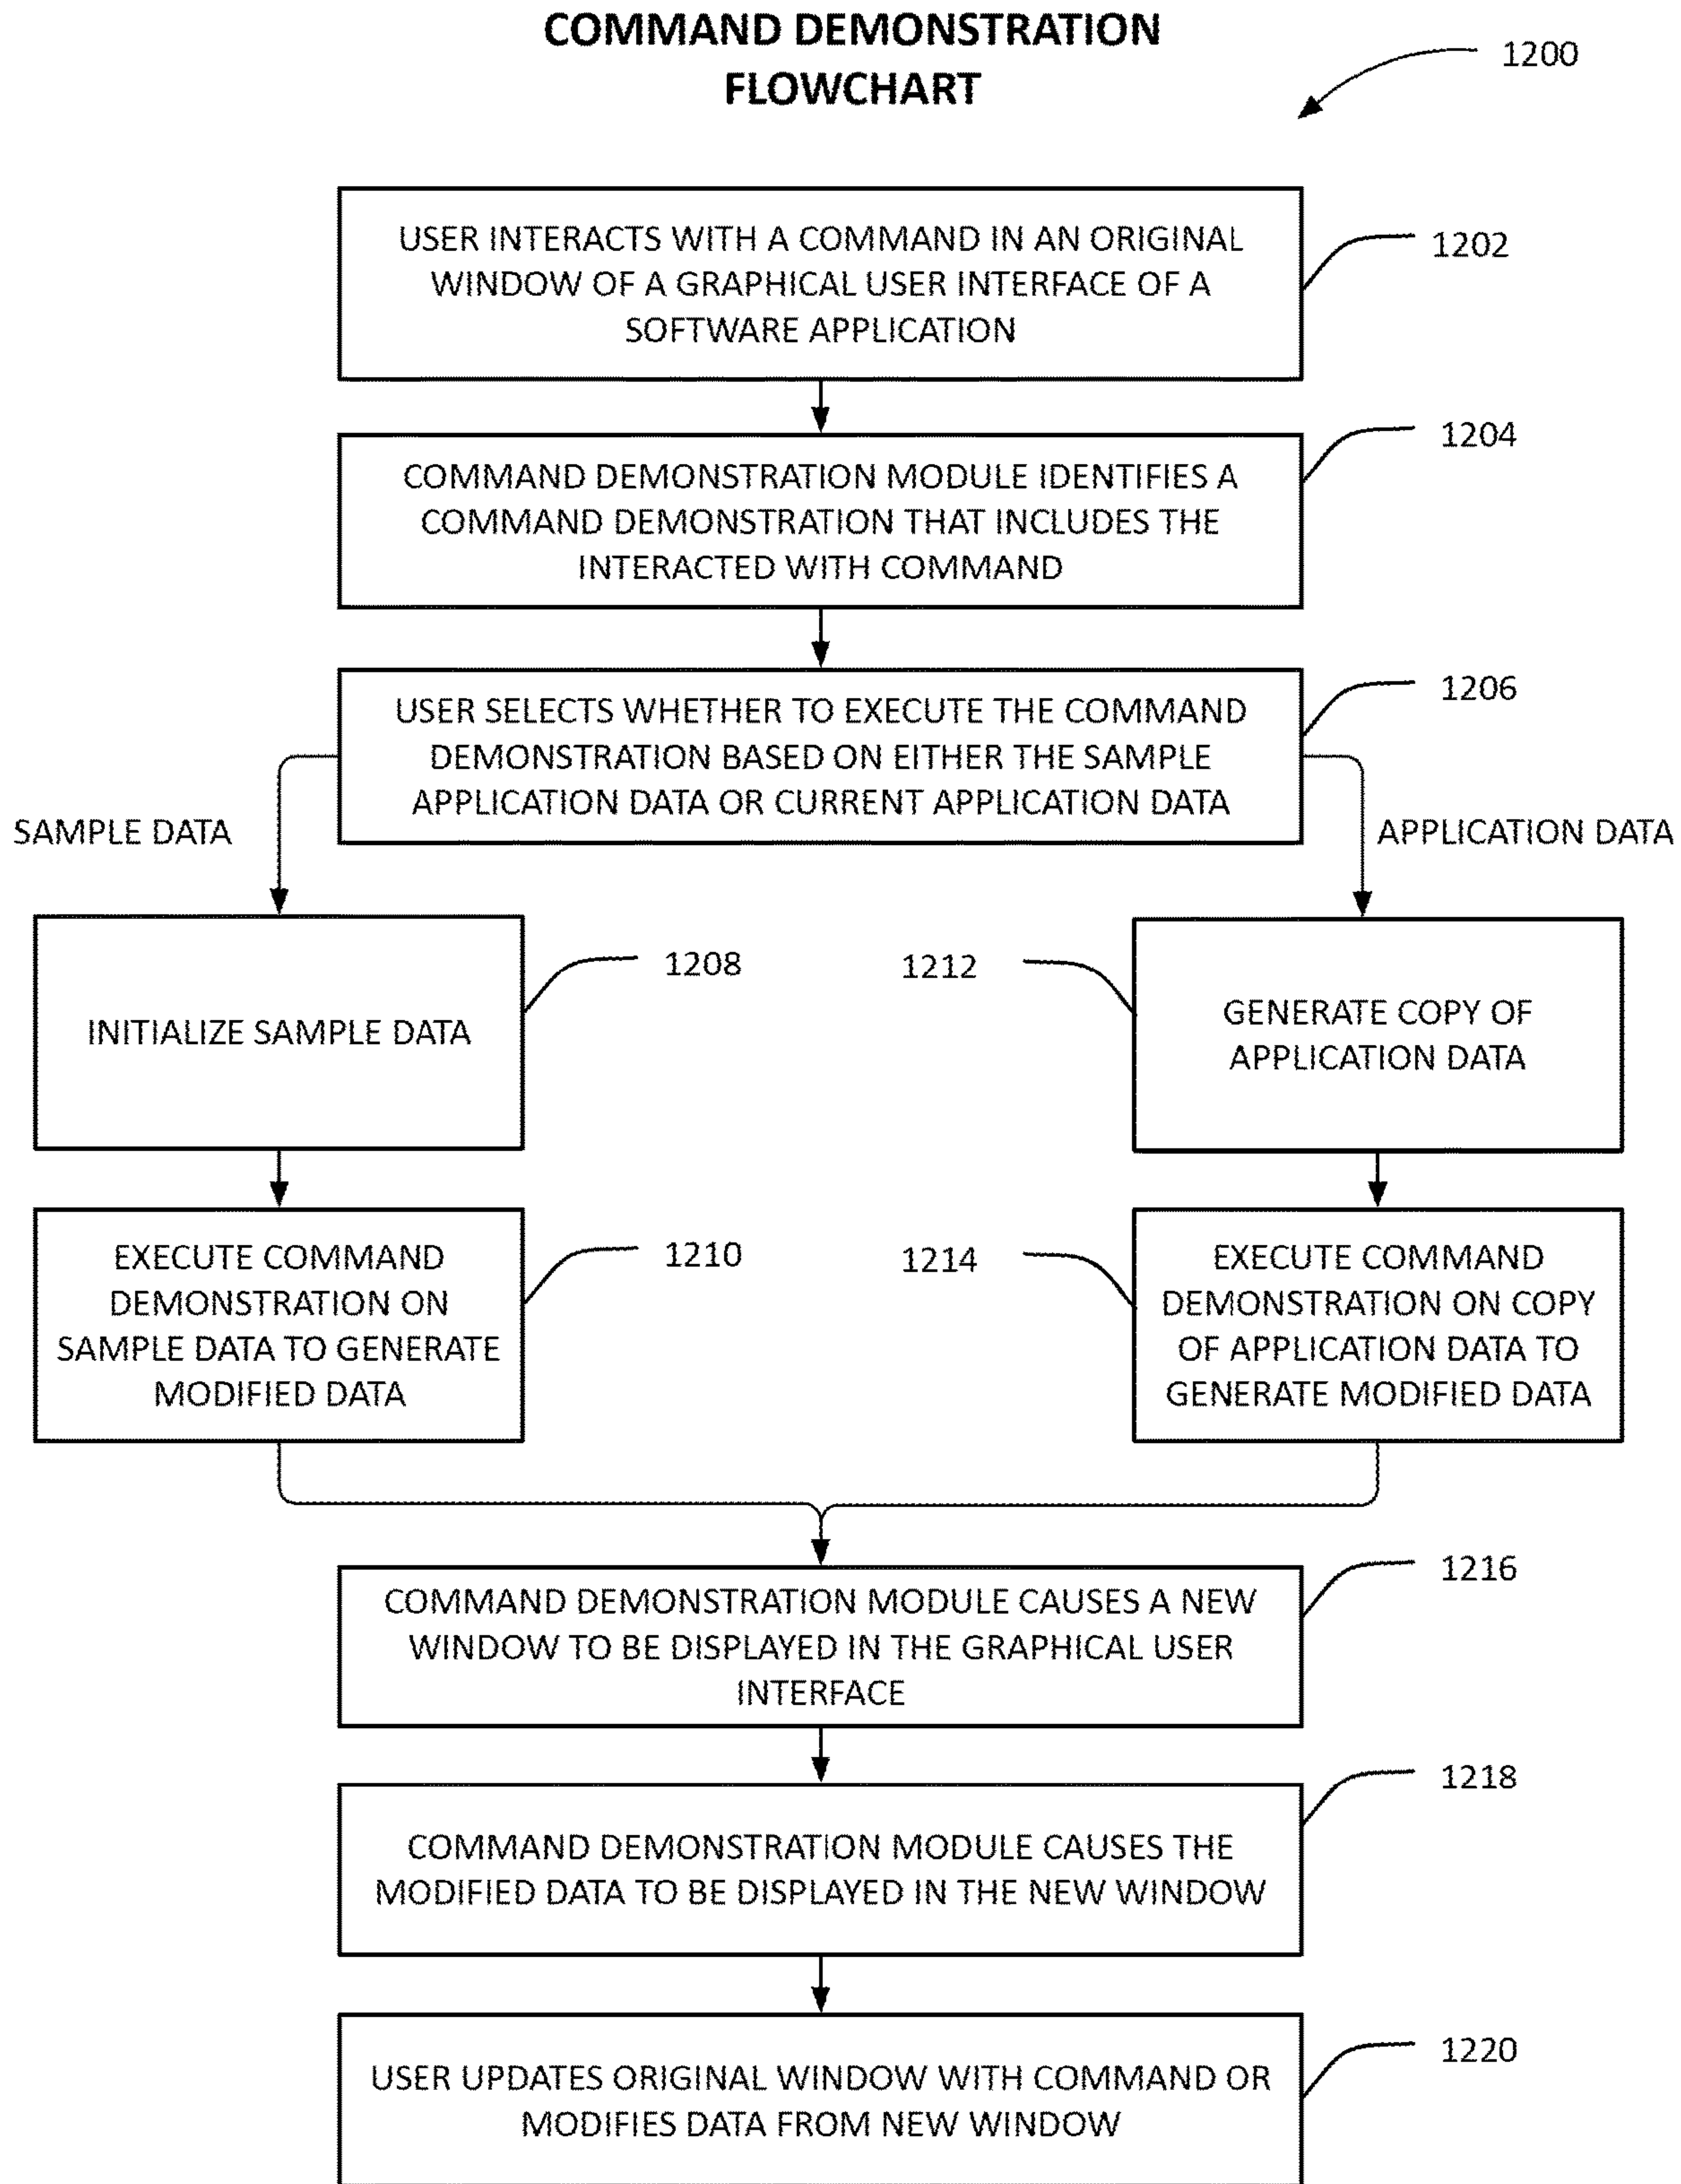 COMMAND DEMONSTRATION
FLOWCHART
1200
USER INTERACTS WITH A COMMAND IN AN ORIGINAL
WINDOW OF A GRAPHICAL USER INTERFACE OF A
SOFTWARE APPLICATION
1202
COMMAND DEMONSTRATION MODULE IDENTIFIES A
COMMAND DEMONSTRATION THAT INCLUDES THE
INTERACTED WITH COMMAND
1204
USER SELECTS WHETHER TO EXECUTE THE COMMAND
DEMONSTRATION BASED ON EITHER THE SAMPLE
APPLICATION DATA OR CURRENT APPLICATION DATA
1206
SAMPLE DATA
APPLICATION DATA
INITIALIZE SAMPLE DATA
1208
1212
GENERATE COPY OF
APPLICATION DATA
EXECUTE COMMAND
DEMONSTRATION ON
SAMPLE DATA TO GENERATE
MODIFIED DATA
1210
1214
EXECUTE COMMAND
DEMONSTRATION ON COPY
OF APPLICATION DATA TO
GENERATE MODIFIED DATA
COMMAND DEMONSTRATION MODULE CAUSES A NEW
WINDOW TO BE DISPLAYED IN THE GRAPHICAL USER
INTERFACE
1216
COMMAND DEMONSTRATION MODULE CAUSES THE
MODIFIED DATA TO BE DISPLAYED IN THE NEW WINDOW
1218
USER UPDATES ORIGINAL WINDOW WITH COMMAND OR
MODIFIES DATA FROM NEW WINDOW
1220